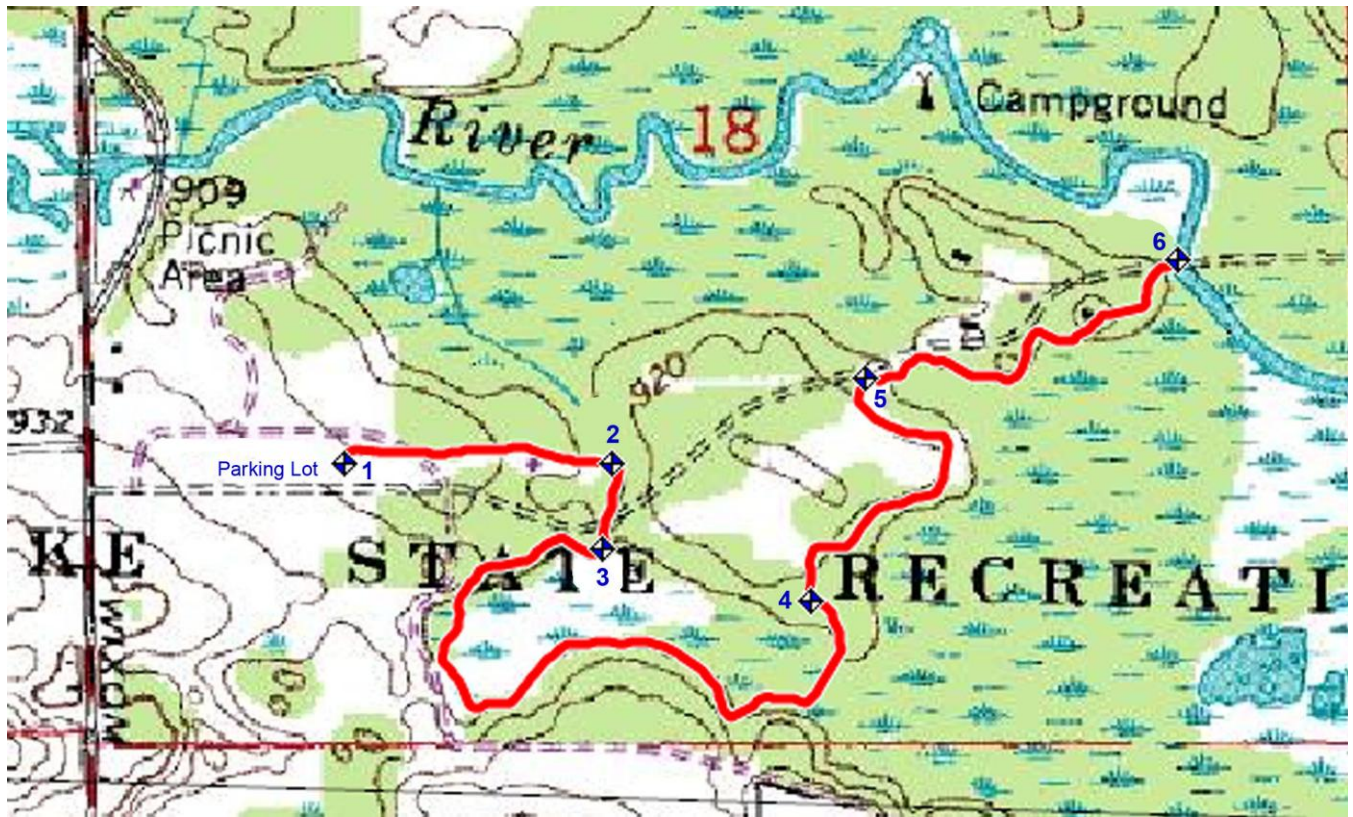 Campground
River
18
909
Picnic
Area
6
920
5
932
2
Parking Lot
1
KE STATE RECREATI
3
4
WIXOM